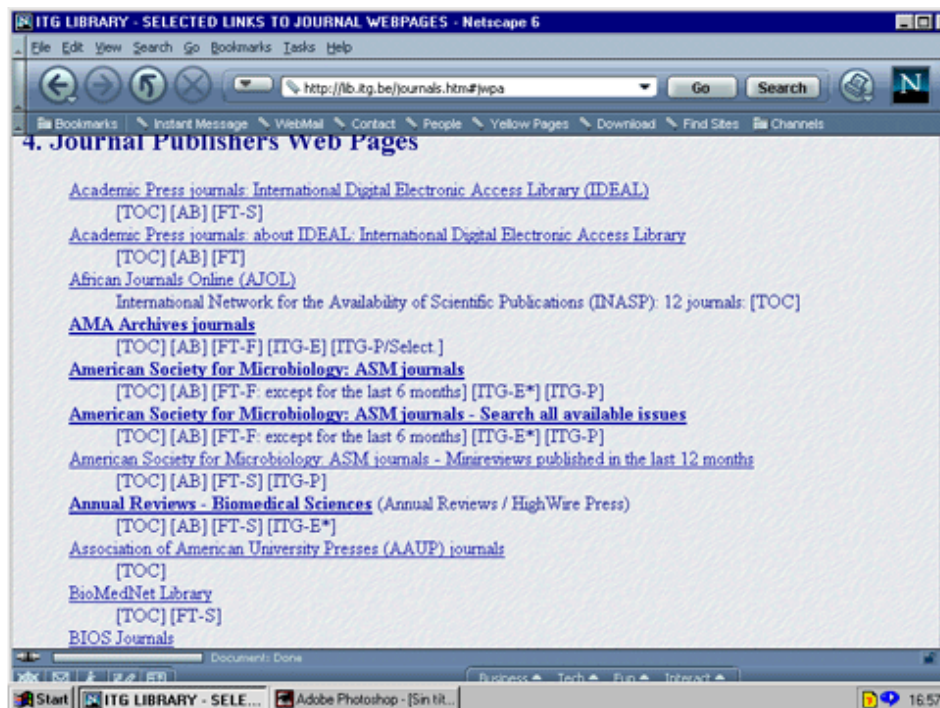 ITG LIBRARY - SELECTED LINKS TO JOURNAL WEBPAGES - Netscape 6
File Edit View Search Go Bookmarks Tasks Help
http://lib.itg.be/journals.htm#jwpa Go Search N
Bookmarks Instant Message WebMail Contact People Yellow Pages Download Find Sites Channels
4. Journal Publishers Web Pages
Academic Press journals: International Digital Electronic Access Library (IDEAL)
[TOC] [AB] [FT-S]
Academic Press journals: about IDEAL: International Digital Electronic Access Library
[TOC] [AB] [FT]
African Journals Online (AJOL)
International Network for the Availability of Scientific Publications (INASP): 12 journals: [TOC]
AMA Archives journals
[TOC] [AB] [FT-F] [ITG-E] [ITG-P/Select.]
American Society for Microbiology: ASM journals
[TOC] [AB] [FT-F: except for the last 6 months] [ITG-E*] [ITG-P]
American Society for Microbiology: ASM journals - Search all available issues
[TOC] [AB] [FT-F: except for the last 6 months] [ITG-E*] [ITG-P]
American Society for Microbiology: ASM journals - Minireviews published in the last 12 months
[TOC] [AB] [FT-S] [ITG-P]
Annual Reviews - Biomedical Sciences (Annual Reviews / HighWire Press)
[TOC] [AB] [FT-S] [ITG-E*]
Association of American University Presses (AAUP) journals
[TOC]
BioMedNet Library
[TOC] [FT-S]
BIOS Journals
Document: Done
Business Tech Fun Interact
Start ITG LIBRARY - SELE... Adobe Photoshop - [Sin tít... 16:57